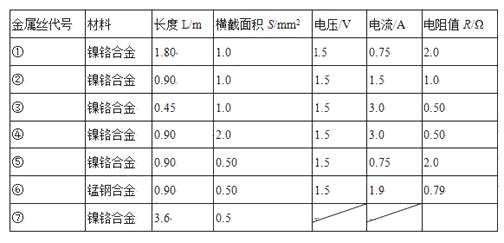 金属丝代号 材料 长度 L/m 横截面积 S/mm² 电压/V 电流/A 电阻值 R/Ω
① 镍铬合金 1.80 1.0 1.5 0.75 2.0
② 镍铬合金 0.90 1.0 1.5 1.5 1.0
③ 镍铬合金 0.45 1.0 1.5 3.0 0.50
④ 镍铬合金 0.90 2.0 1.5 3.0 0.50
⑤ 镍铬合金 0.90 0.50 1.5 0.75 2.0
⑥ 锰钢合金 0.90 0.50 1.5 1.9 0.79
⑦ 镍铬合金 3.6 0.5